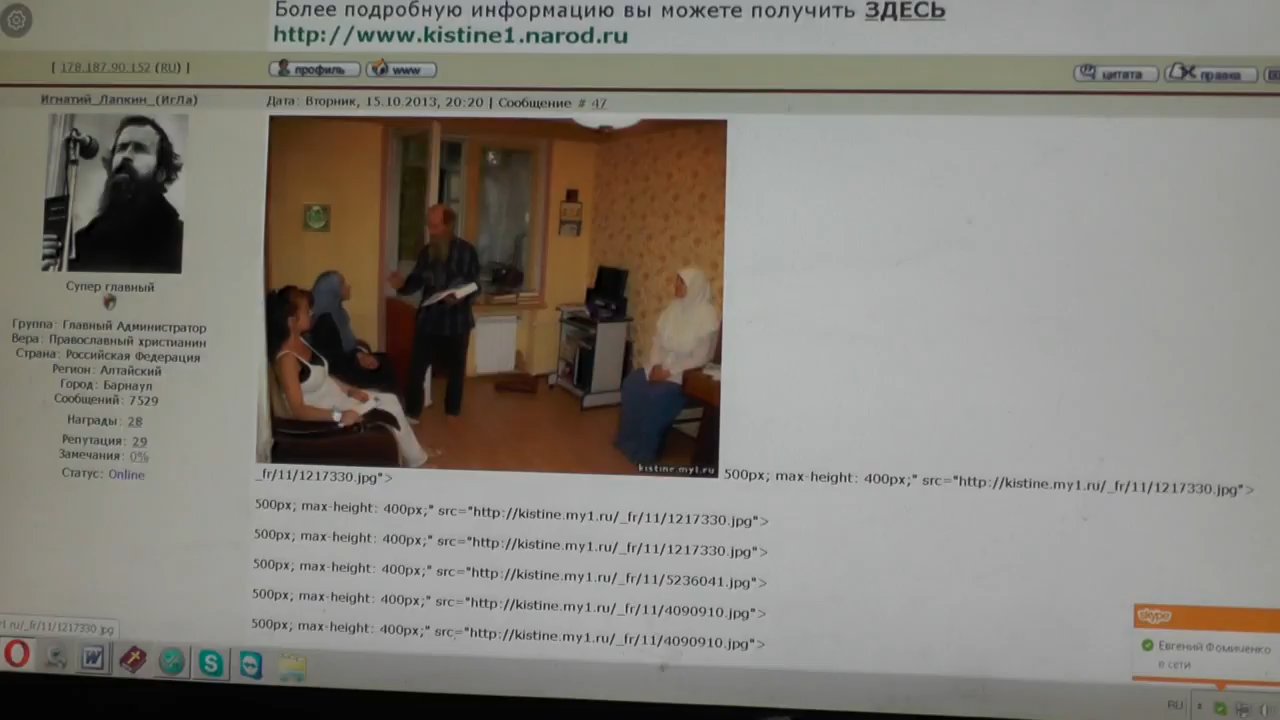 Более подробную информацию вы можете получить ЗДЕСЬ
http://www.kistine1.narod.ru
[ 178.187.90.152 (RU) ]
профиль
www
цитата
правка
Игнатий_Лапкин_(ИгЛа)
Дата: Вторник, 15.10.2013, 20:20 | Сообщение # 47
Супер главный
Группа: Главный Администратор
Вера: Православный христианин
Страна: Российская Федерация
Регион: Алтайский
Город: Барнаул
Сообщений: 7529
Награды: 28
Репутация: 29
Замечания: 0%
Статус: Online
kistine.my1.ru
_fr/11/1217330.jpg">
500px; max-height: 400px;" src="http://kistine.my1.ru/_fr/11/1217330.jpg">
500px; max-height: 400px;" src="http://kistine.my1.ru/_fr/11/1217330.jpg">
500px; max-height: 400px;" src="http://kistine.my1.ru/_fr/11/1217330.jpg">
500px; max-height: 400px;" src="http://kistine.my1.ru/_fr/11/5236041.jpg">
500px; max-height: 400px;" src="http://kistine.my1.ru/_fr/11/4090910.jpg">
500px; max-height: 400px;" src="http://kistine.my1.ru/_fr/11/4090910.jpg">
1.ru/_fr/11/1217330.jpg
skype
Евгений Фомиченко
в сети
RU